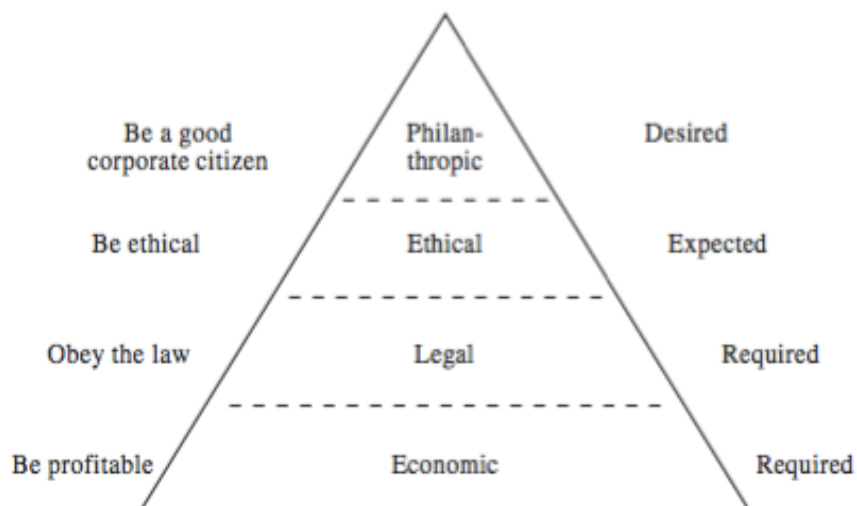 Be a good
corporate citizen
Philan-
thropic
Desired
Be ethical
Ethical
Expected
Obey the law
Legal
Required
Be profitable
Economic
Required